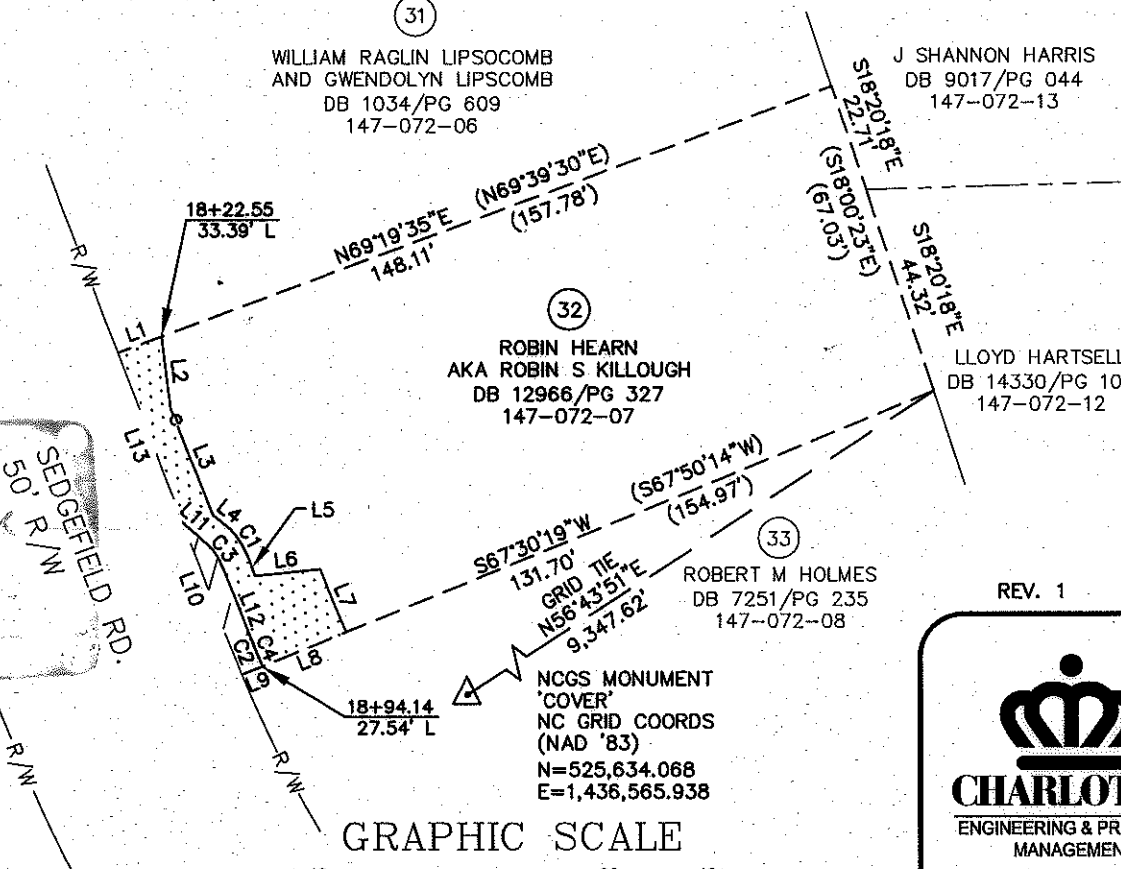 31
WILLIAM RAGLIN LIPSOCOMB
AND GWENDOLYN LIPSCOMB
DB 1034/PG 609
147-072-06
J SHANNON HARRIS
DB 9017/PG 044
147-072-13
S18°20'18"E
22.71'
(S18°00'23"E)
(67.03')
S18°20'18"E
44.32'
18+22.55
33.39' L
N69°19'35"E
148.11'
(N69°39'30"E)
(157.78')
R/W
L1
L2
L3
L13
32
ROBIN HEARN
AKA ROBIN S KILLOUGH
DB 12966/PG 327
147-072-07
LLOYD HARTSELL
DB 14330/PG 10
147-072-12
SEDGEFIELD RD.
50' R/W
L4
C1
L5
L6
L7
L11
C3
L10
L12
C4
C2
L9
L8
S67°30'19"W
131.70'
(S67°50'14"W)
(154.97')
GRID TIE
N56°43'51"E
9,347.62'
33
ROBERT M HOLMES
DB 7251/PG 235
147-072-08
18+94.14
27.54' L
NCGS MONUMENT
'COVER'
NC GRID COORDS
(NAD '83)
N=525,634.068
E=1,436,565.938
R/W
R/W
REV. 1
CHARLOT
ENGINEERING & PR
MANAGEMEN
GRAPHIC SCALE